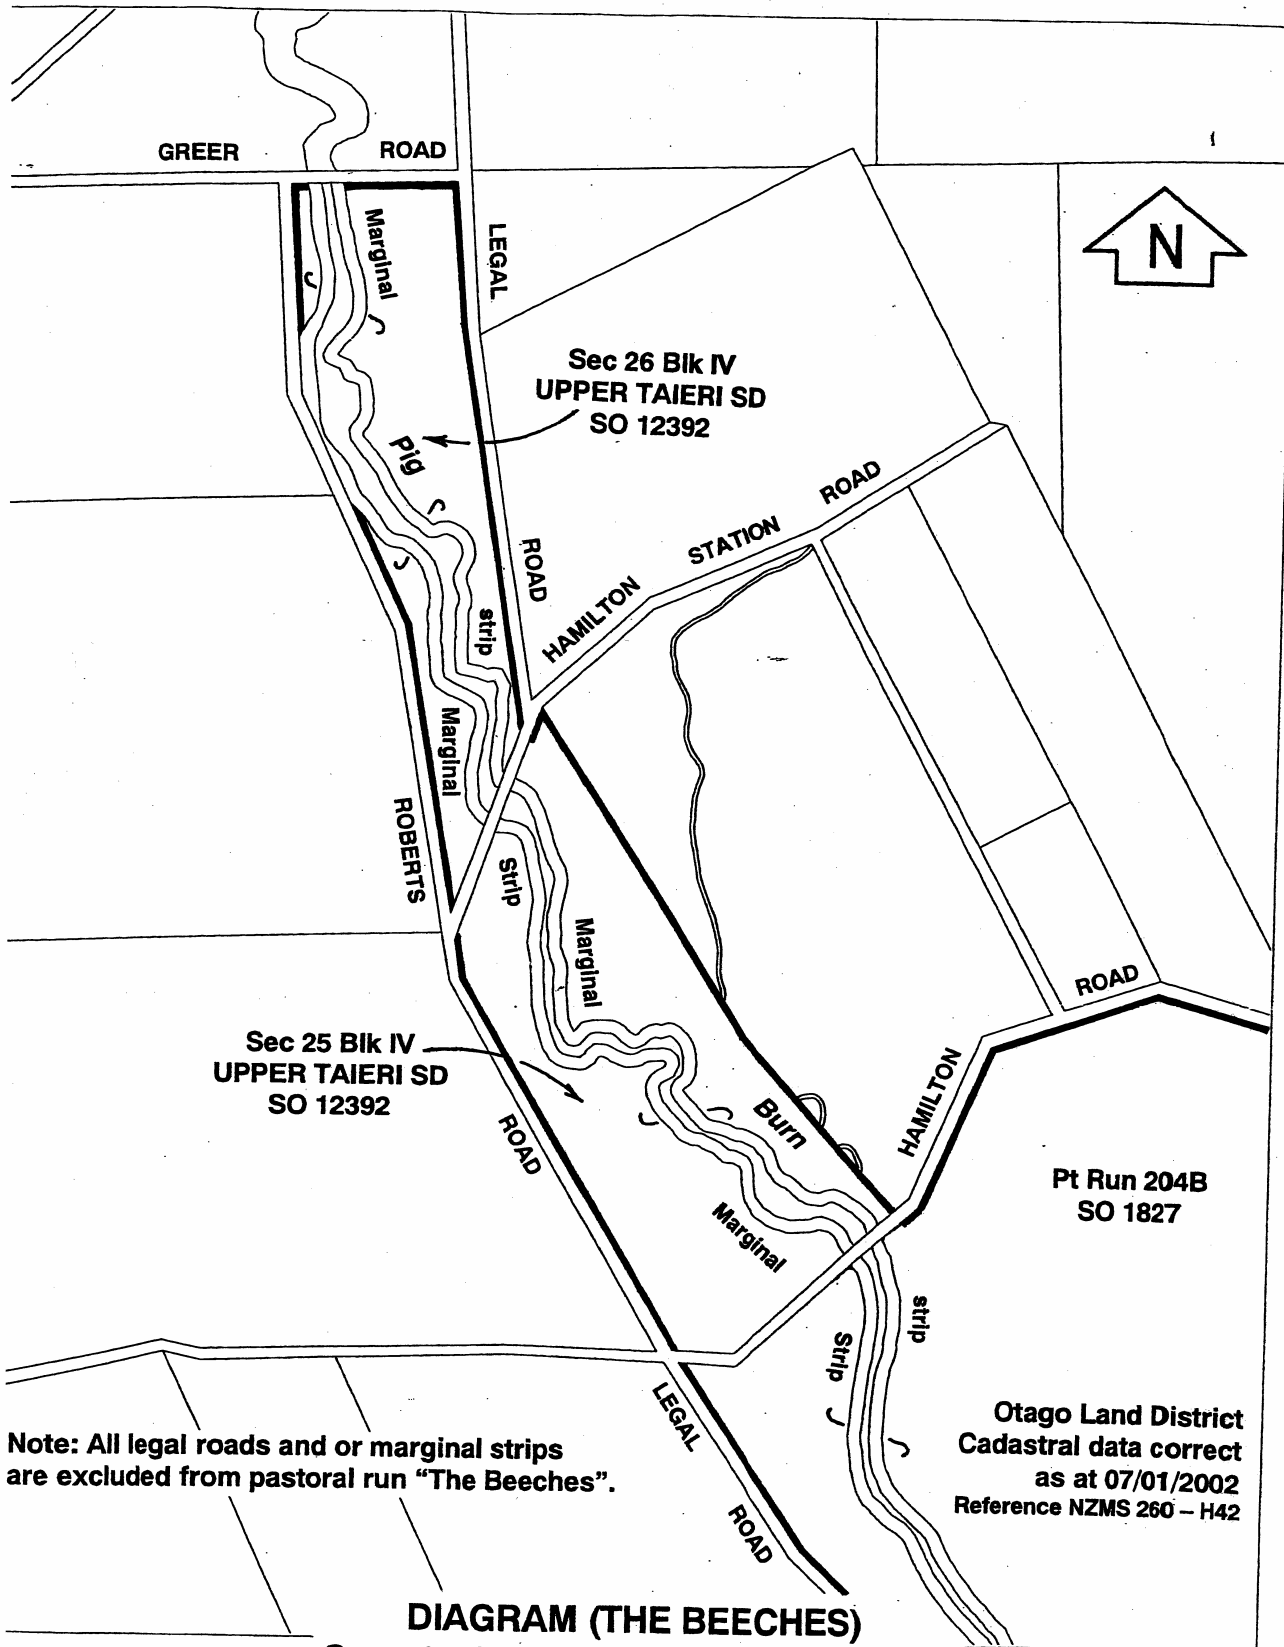 GREER ROAD
N
Marginal
LEGAL
Sec 26 Blk IV
UPPER TAIERI SD
SO 12392
Pig
HAMILTON STATION ROAD
ROAD
strip
Marginal
ROBERTS
Strip
Marginal
ROAD
Sec 25 Blk IV
UPPER TAIERI SD
SO 12392
HAMILTON
Burn
ROAD
Pt Run 204B
SO 1827
Marginal
strip
Strip
LEGAL
Otago Land District
Cadastral data correct
as at 07/01/2002
Reference NZMS 260 – H42
Note: All legal roads and or marginal strips
are excluded from pastoral run “The Beeches”.
ROAD
DIAGRAM (THE BEECHES)